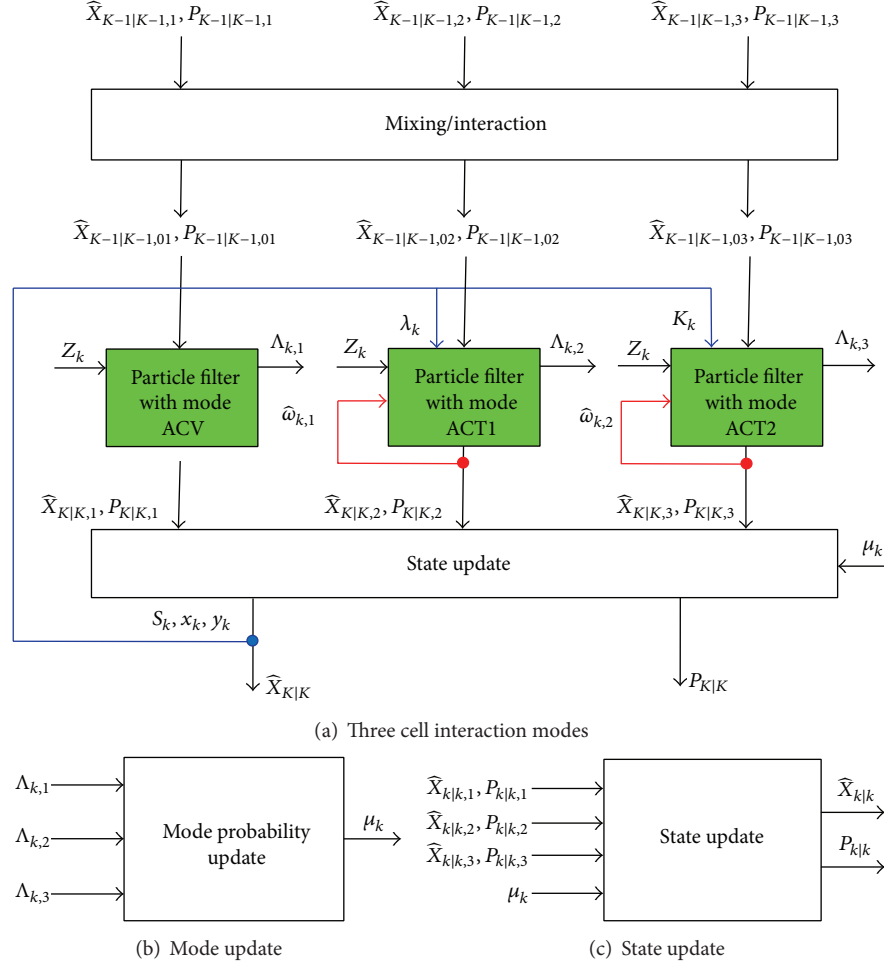 X̂_{K−1|K−1,1}, P_{K−1|K−1,1} X̂_{K−1|K−1,2}, P_{K−1|K−1,2} X̂_{K−1|K−1,3}, P_{K−1|K−1,3}
Mixing/interaction
X̂_{K−1|K−1,01}, P_{K−1|K−1,01} X̂_{K−1|K−1,02}, P_{K−1|K−1,02} X̂_{K−1|K−1,03}, P_{K−1|K−1,03}
λ_k K_k
Z_k Λ_{k,1} Z_k Λ_{k,2} Z_k Λ_{k,3}
Particle filter
with mode
ACV
ω̂_{k,1}
Particle filter
with mode
ACT1
ω̂_{k,2}
Particle filter
with mode
ACT2
X̂_{K|K,1}, P_{K|K,1} X̂_{K|K,2}, P_{K|K,2} X̂_{K|K,3}, P_{K|K,3}
State update
μ_k
S_k, x_k, y_k
X̂_{K|K} P_{K|K}
(a) Three cell interaction modes
Λ_{k,1}
Λ_{k,2}
Λ_{k,3}
Mode probability
update
μ_k
(b) Mode update
X̂_{k|k,1}, P_{k|k,1}
X̂_{k|k,2}, P_{k|k,2}
X̂_{k|k,3}, P_{k|k,3}
μ_k
State update
X̂_{k|k}
P_{k|k}
(c) State update